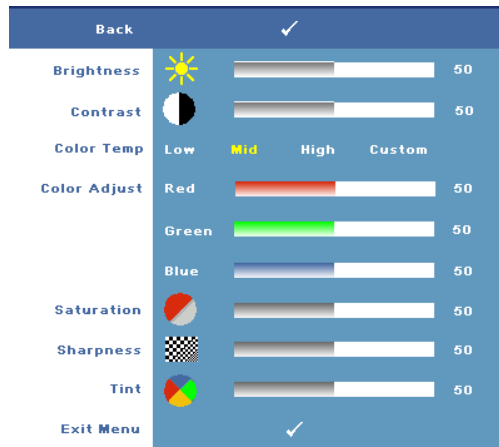 Back
Brightness 50
Contrast 50
Color Temp Low Mid High Custom
Color Adjust Red 50
Green 50
Blue 50
Saturation 50
Sharpness 50
Tint 50
Exit Menu